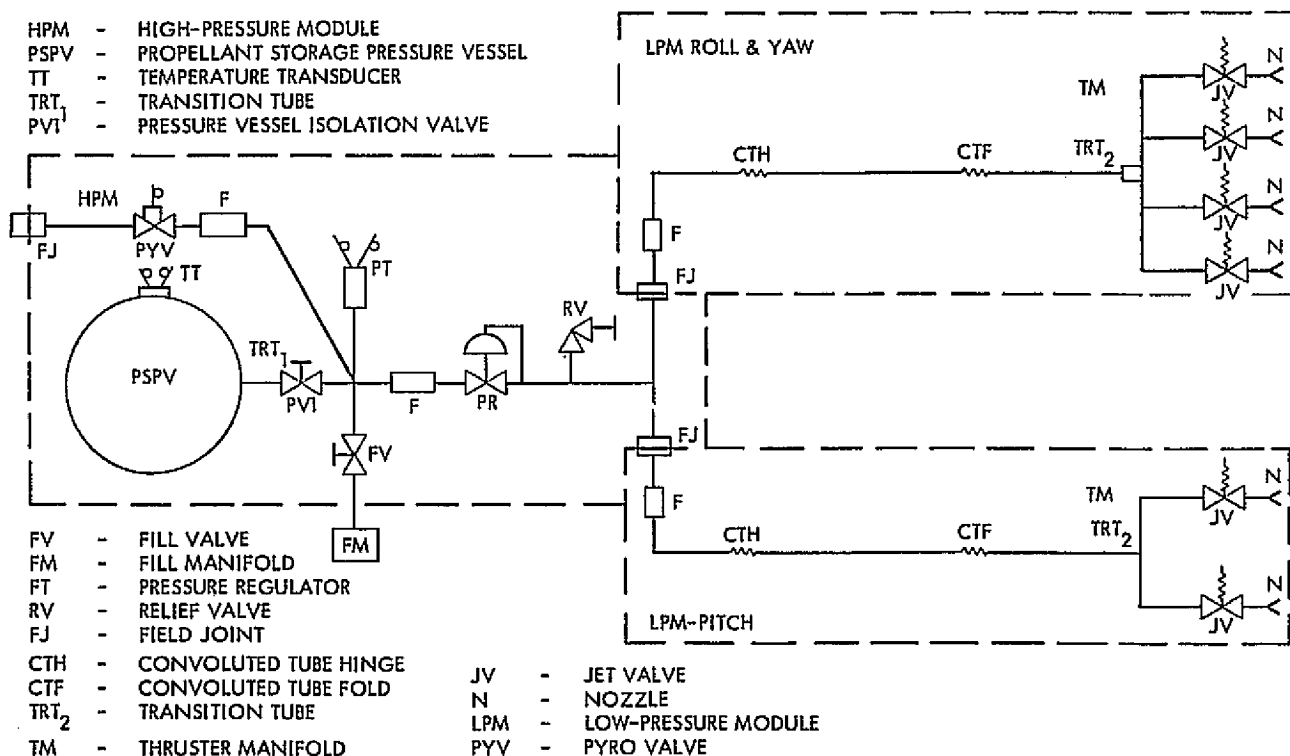 HPM - HIGH-PRESSURE MODULE
PSPV - PROPELLANT STORAGE PRESSURE VESSEL
TT - TEMPERATURE TRANSDUCER
TRT1 - TRANSITION TUBE
PVI - PRESSURE VESSEL ISOLATION VALVE
LPM ROLL & YAW
TM
N
JV
N
JV
CTH
CTF
TRT2
N
JV
N
JV
HPM
F
FJ
PYV
F
FJ
PT
TT
RV
PSPV
TRT1
PVI
F
PR
FJ
FV
F
FM
CTH
CTF
TM
TRT2
N
JV
N
JV
LPM-PITCH
FV - FILL VALVE
FM - FILL MANIFOLD
FT - PRESSURE REGULATOR
RV - RELIEF VALVE
FJ - FIELD JOINT
CTH - CONVOLUTED TUBE HINGE
CTF - CONVOLUTED TUBE FOLD
TRT2 - TRANSITION TUBE
TM - THRUSTER MANIFOLD
JV - JET VALVE
N - NOZZLE
LPM - LOW-PRESSURE MODULE
PYV - PYRO VALVE